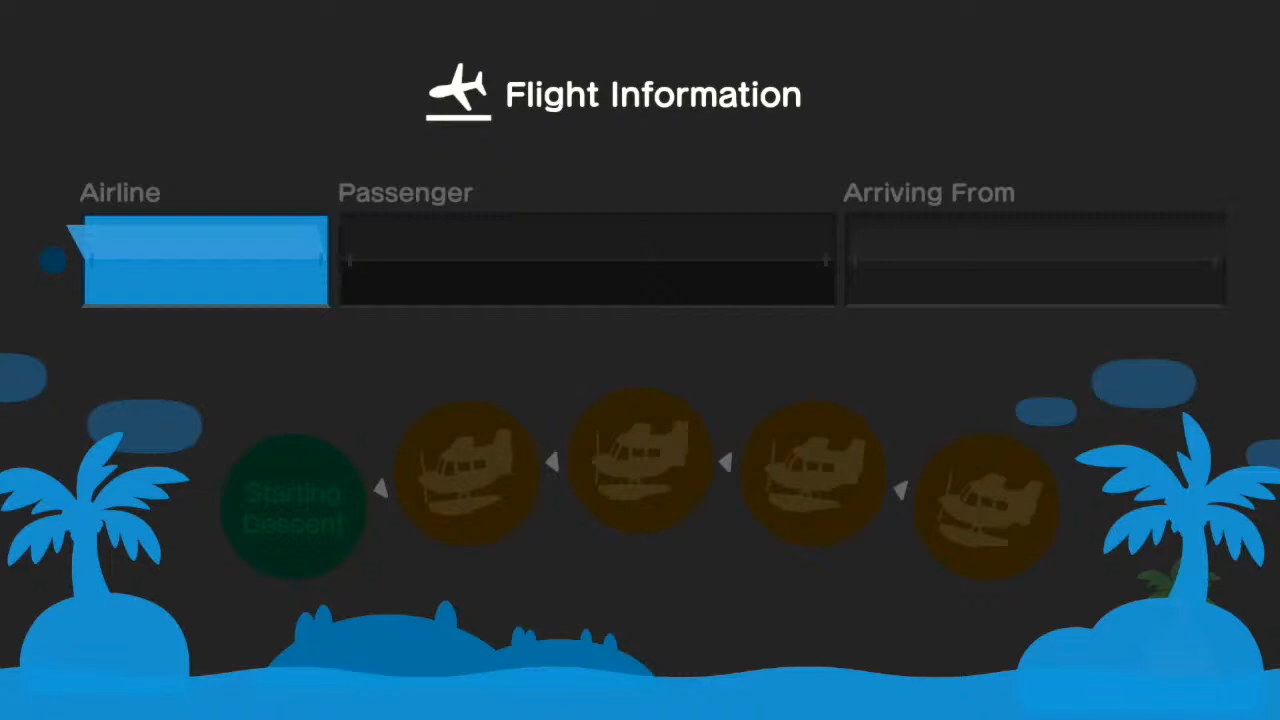 Flight Information
Airline
Passenger
Arriving From
Starting
Descent